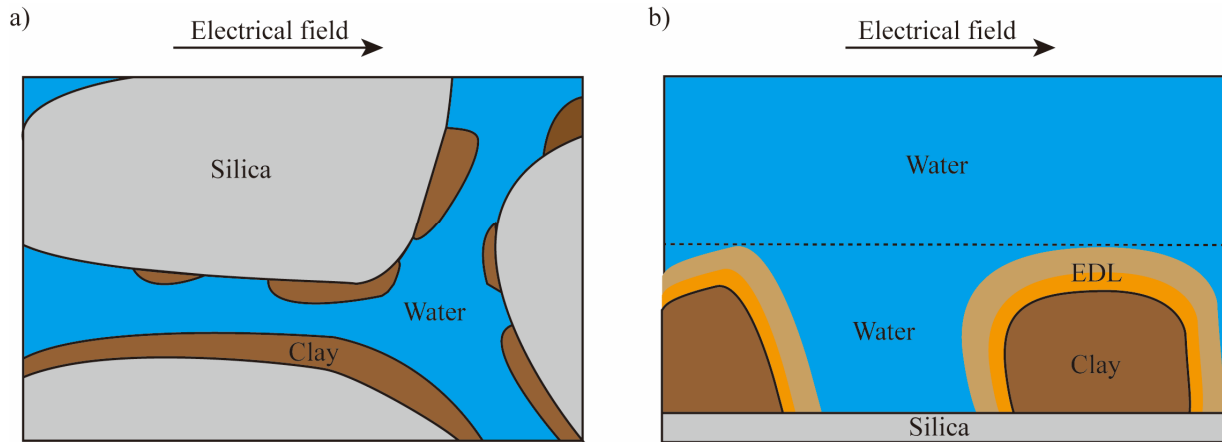 a)
Electrical field
Silica
Water
Clay
b)
Electrical field
Water
EDL
Water
Clay
Silica